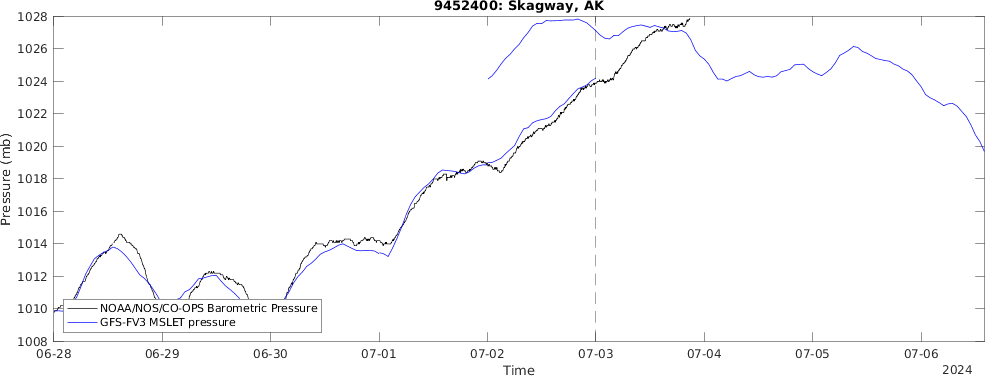 9452400: Skagway, AK
1028
1026
1024
1022
1020
1018
1016
1014
1012
1010
1008
Pressure (mb)
NOAA/NOS/CO-OPS Barometric Pressure
GFS-FV3 MSLET pressure
06-28 06-29 06-30 07-01 07-02 07-03 07-04 07-05 07-06
Time
2024